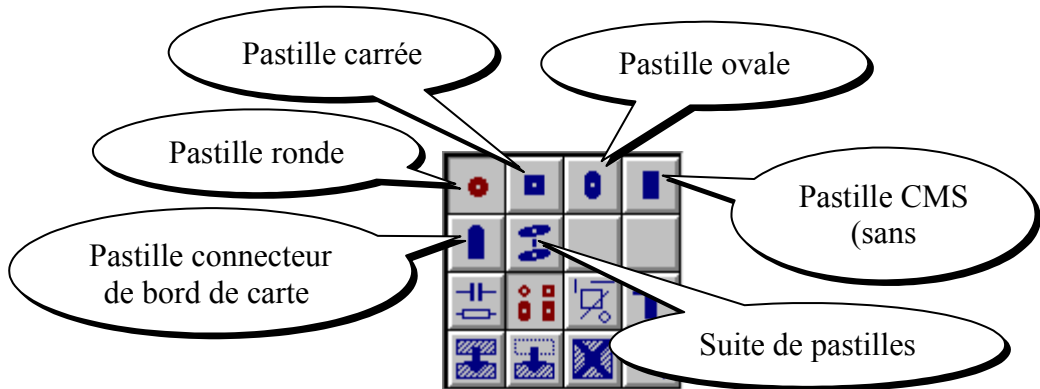 Pastille carrée
Pastille ovale
Pastille ronde
Pastille CMS
(sans
Pastille connecteur
de bord de carte
Suite de pastilles